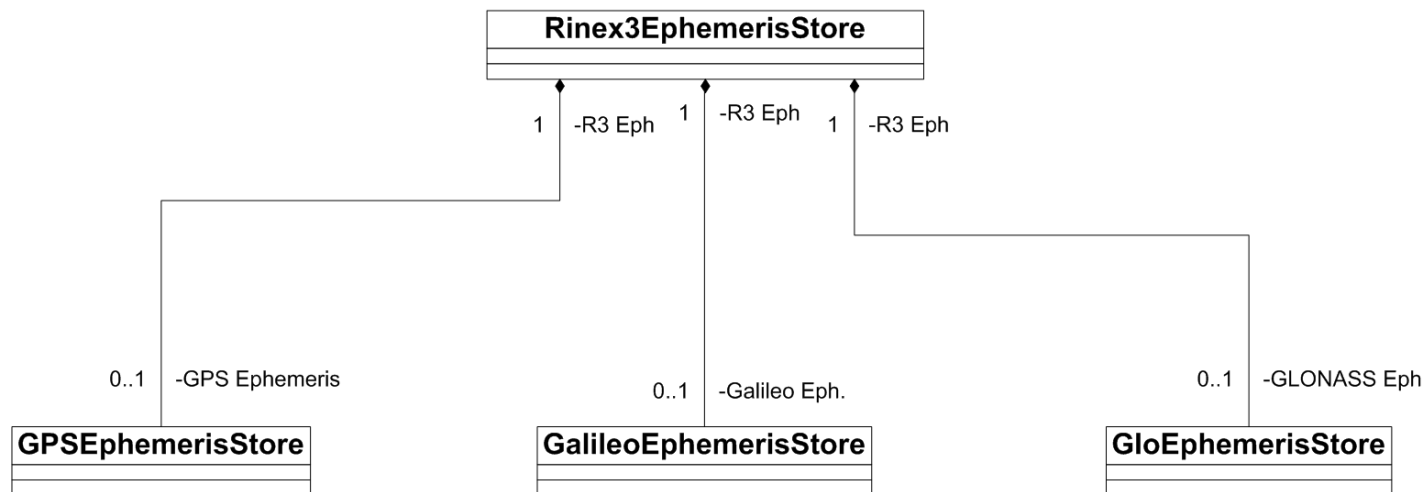 Rinex3EphemerisStore
1 -R3 Eph
1 -R3 Eph
1 -R3 Eph
0..1 -GPS Ephemeris
0..1 -Galileo Eph.
0..1 -GLONASS Eph
GPSEphemerisStore
GalileoEphemerisStore
GloEphemerisStore